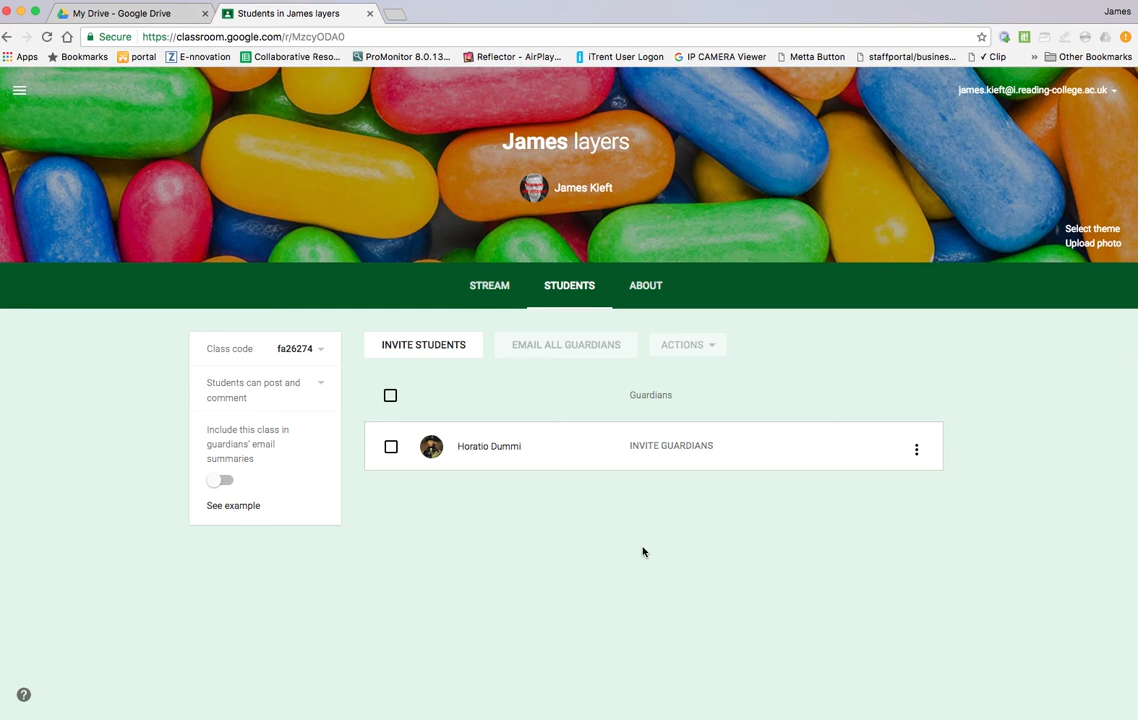 My Drive - Google Drive
Students in James layers
James
Secure https://classroom.google.com/r/MzcyODA0
Apps Bookmarks portal E-nnovation Collaborative Reso... ProMonitor 8.0.13... Reflector - AirPlay... iTrent User Logon IP CAMERA Viewer Metta Button staffportal/busines... ✓ Clip » Other Bookmarks
james.kieft@i.reading-college.ac.uk
James layers
James Kieft
Select theme
Upload photo
STREAM STUDENTS ABOUT
Class code fa26274
INVITE STUDENTS EMAIL ALL GUARDIANS ACTIONS
Students can post and
comment
Guardians
Include this class in
guardians' email
summaries
See example
Horatio Dummi INVITE GUARDIANS
?